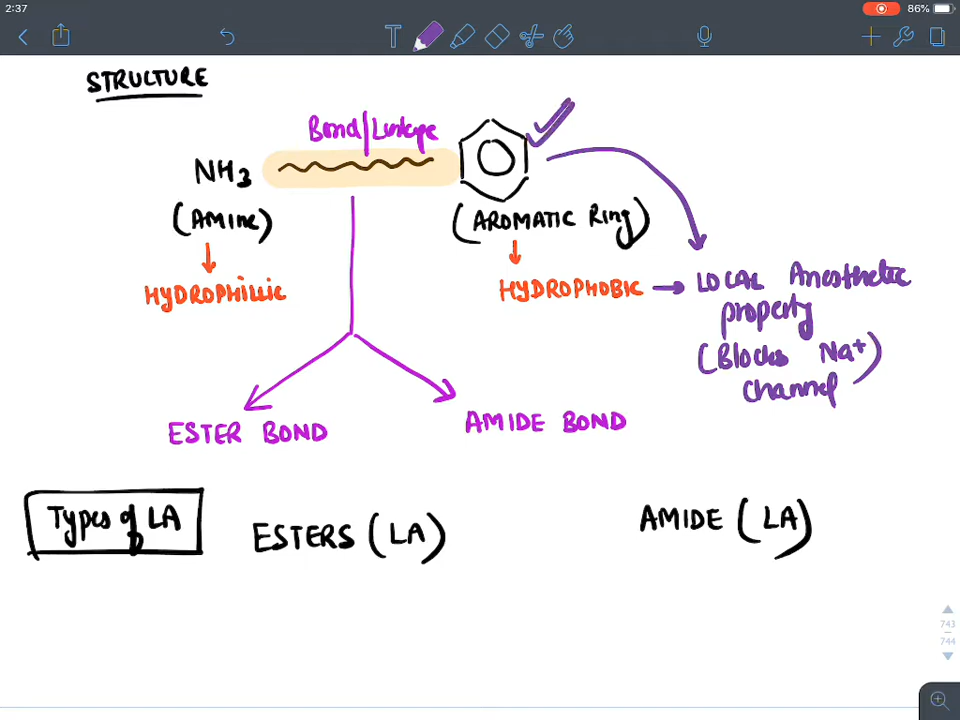 2:37
86%
T
STRUCTURE
Bond/Linkage
NH3
(AMINE)
(AROMATIC Ring)
HYDROPHILLIC
HYDROPHOBIC → LOCAL Anesthetic
property
(Blocks Na+
channel)
ESTER BOND
AMIDE BOND
Types of LA
ESTERS (LA)
AMIDE (LA)
743
744